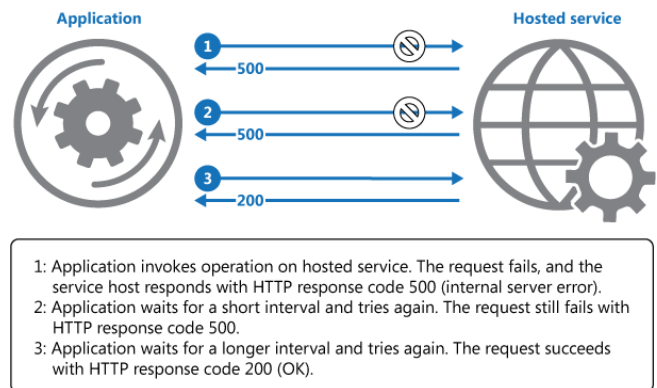 Application
Hosted service
1
500
2
500
3
200
1: Application invokes operation on hosted service. The request fails, and the
service host responds with HTTP response code 500 (internal server error).
2: Application waits for a short interval and tries again. The request still fails with
HTTP response code 500.
3: Application waits for a longer interval and tries again. The request succeeds
with HTTP response code 200 (OK).